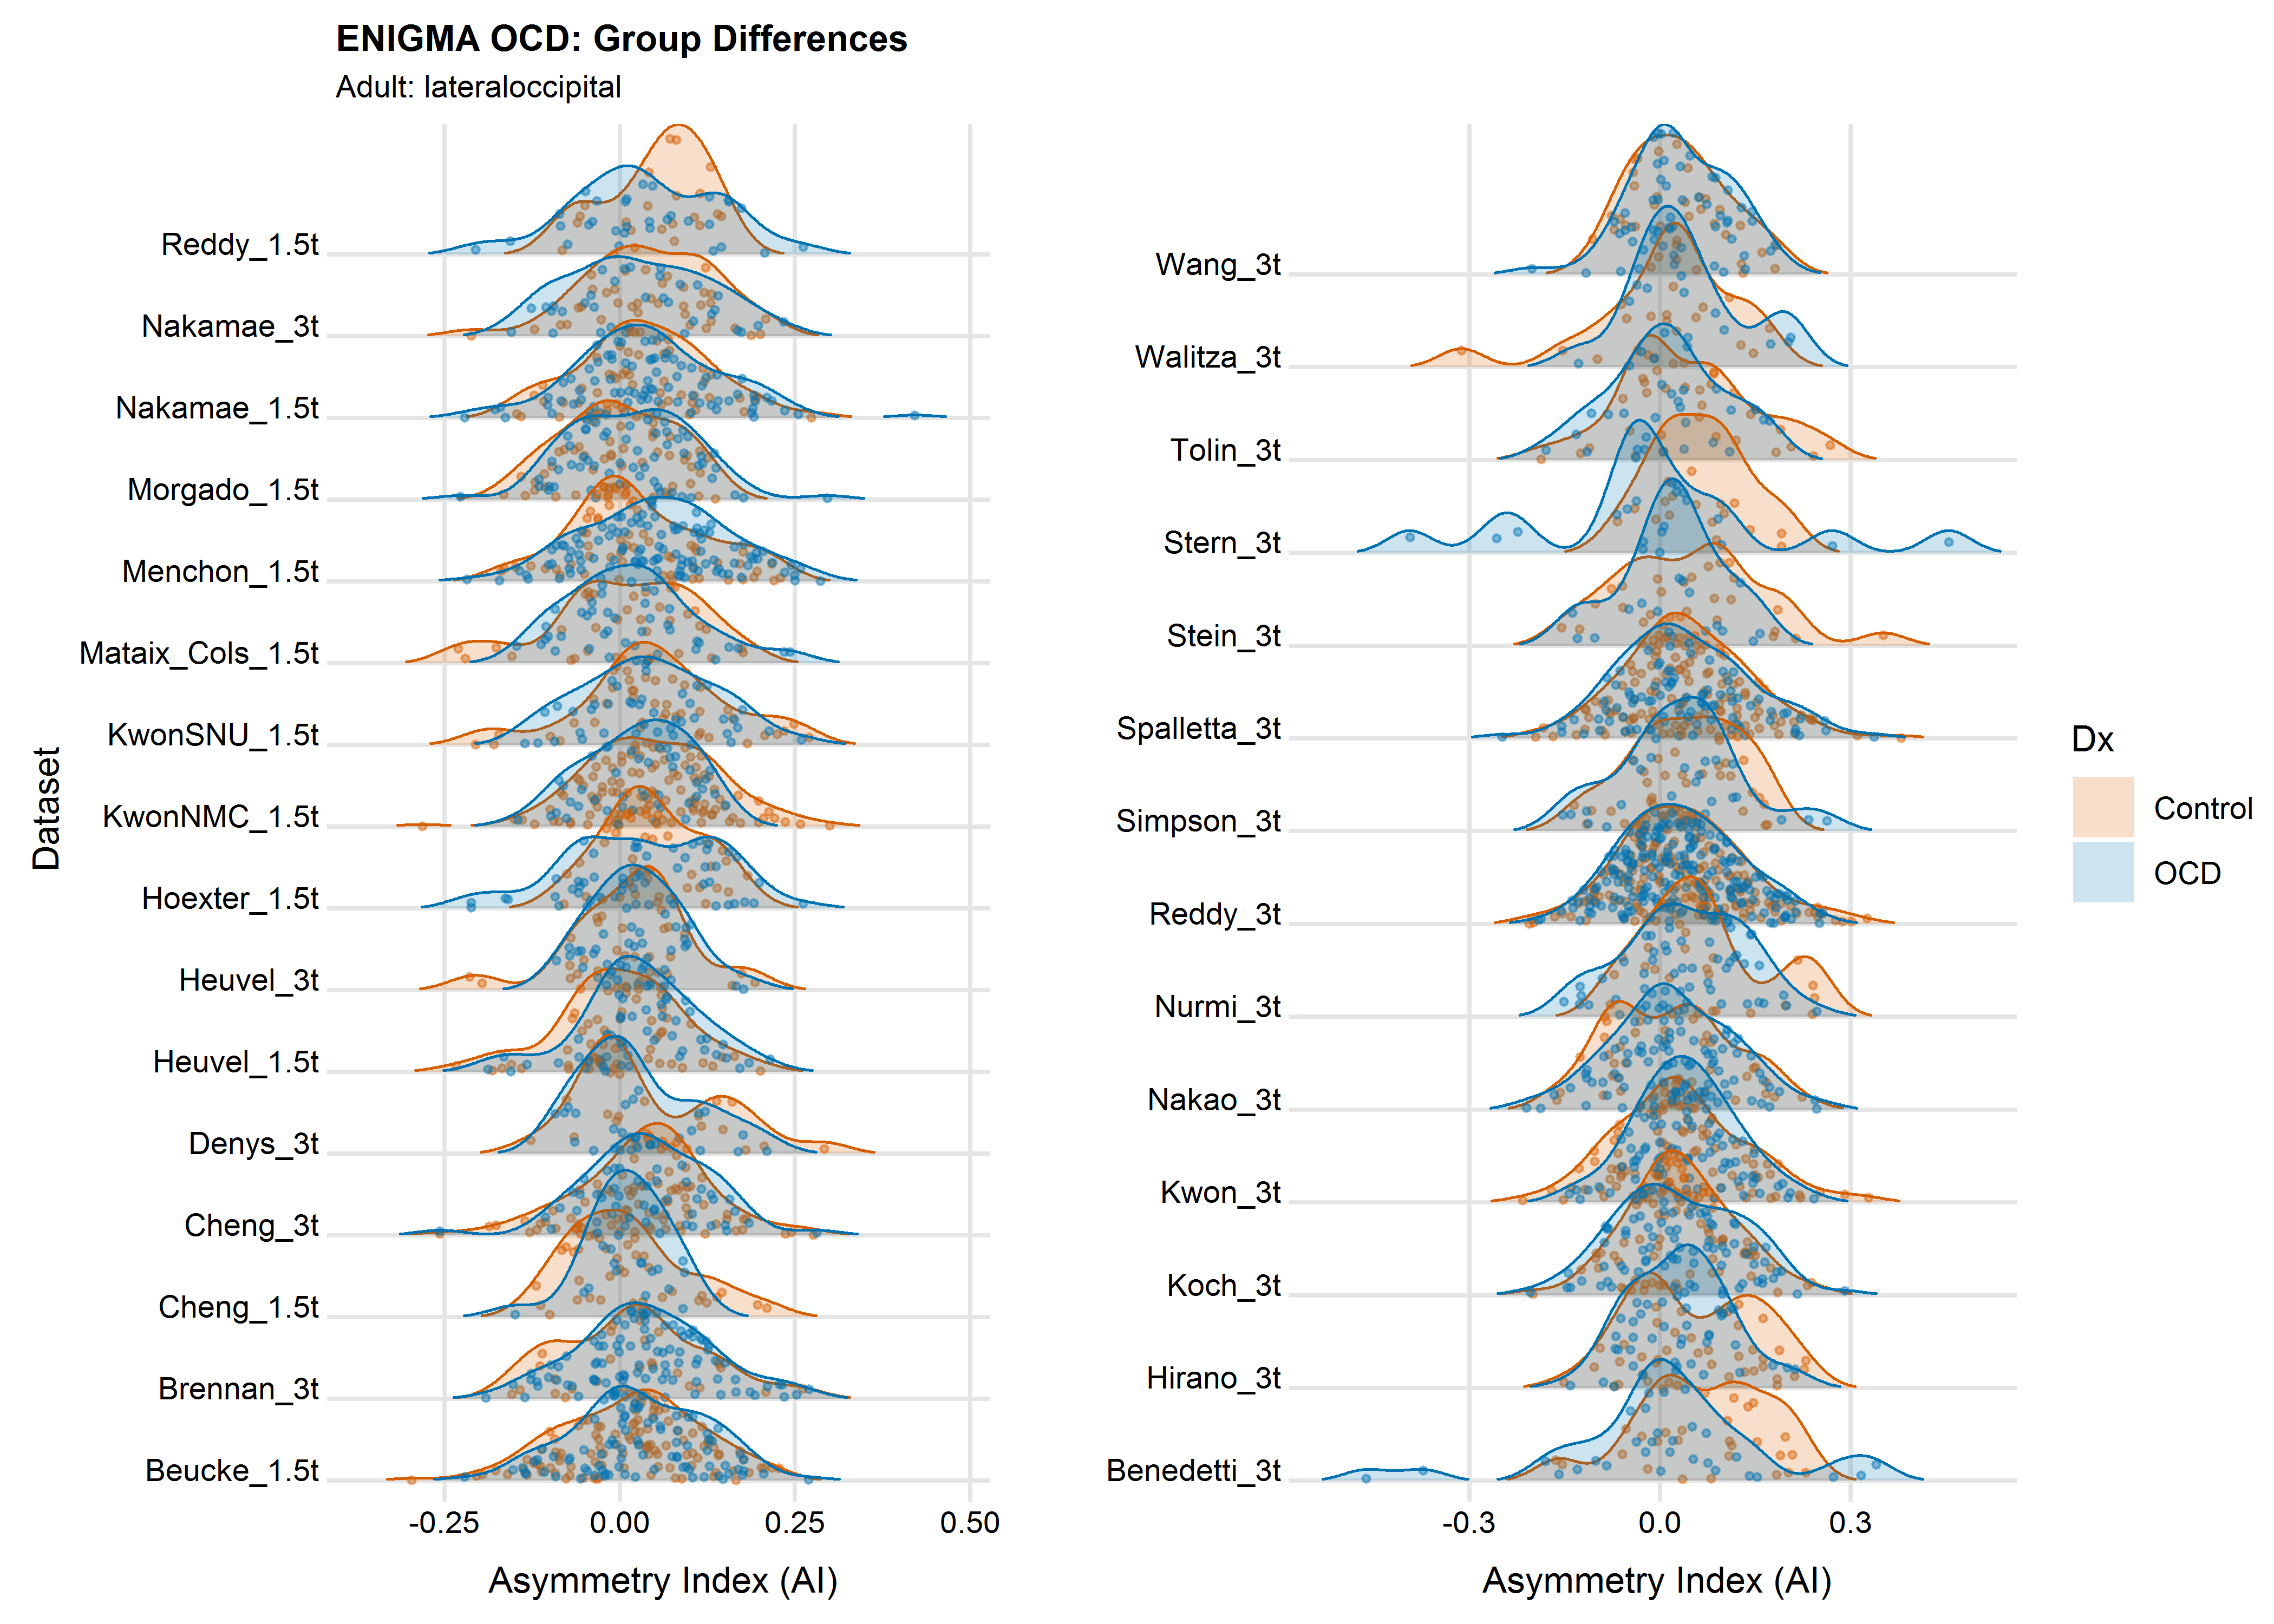 ENIGMA OCD: Group Differences
Adult: lateraloccipital
Dataset
Reddy_1.5t
Nakamae_3t
Nakamae_1.5t
Morgado_1.5t
Menchon_1.5t
Mataix_Cols_1.5t
KwonSNU_1.5t
KwonNMC_1.5t
Hoexter_1.5t
Heuvel_3t
Heuvel_1.5t
Denys_3t
Cheng_3t
Cheng_1.5t
Brennan_3t
Beucke_1.5t
-0.25 0.00 0.25 0.50
Asymmetry Index (AI)
Wang_3t
Walitza_3t
Tolin_3t
Stern_3t
Stein_3t
Spalletta_3t
Simpson_3t
Reddy_3t
Nurmi_3t
Nakao_3t
Kwon_3t
Koch_3t
Hirano_3t
Benedetti_3t
-0.3 0.0 0.3
Asymmetry Index (AI)
Dx
Control
OCD